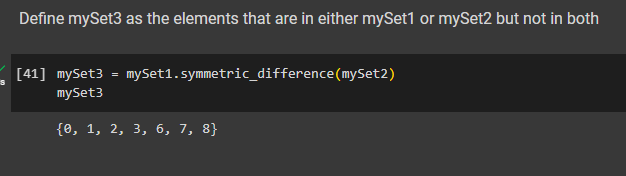 Define mySet3 as the elements that are in either mySet1 or mySet2 but not in both
[41] mySet3 = mySet1.symmetric_difference(mySet2)
s
mySet3
{0, 1, 2, 3, 6, 7, 8}